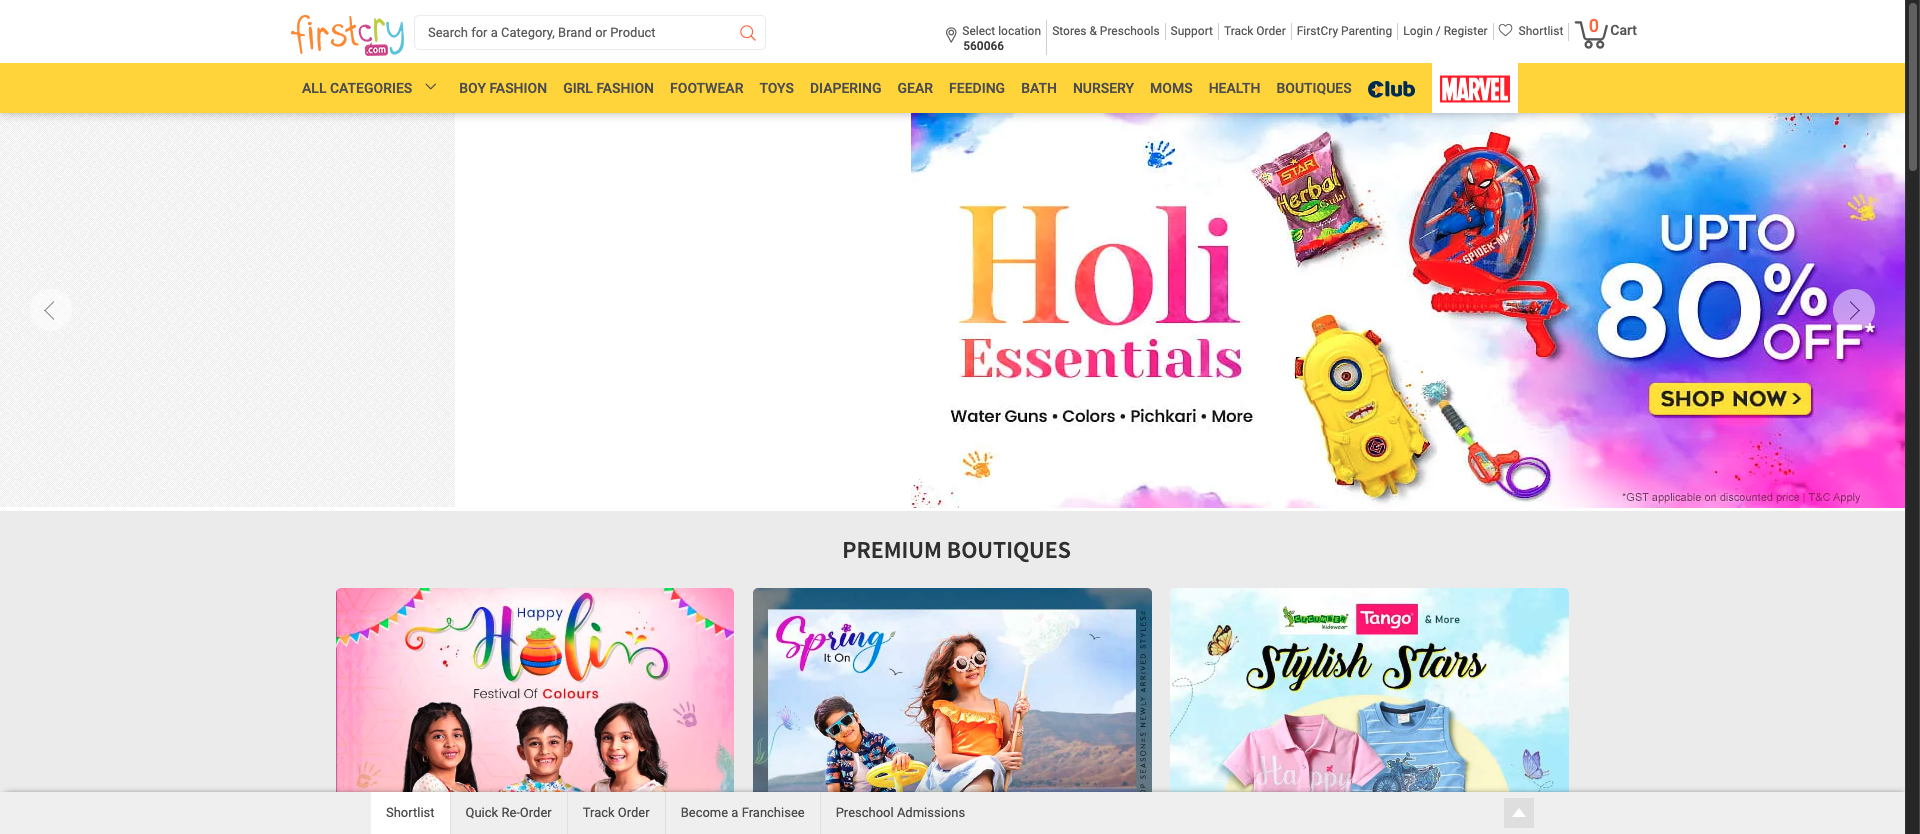 firstcry
.com
Search for a Category, Brand or Product
Select location
560066
Stores & Preschools
Support
Track Order
FirstCry Parenting
Login / Register
Shortlist
0
Cart
ALL CATEGORIES
BOY FASHION
GIRL FASHION
FOOTWEAR
TOYS
DIAPERING
GEAR
FEEDING
BATH
NURSERY
MOMS
HEALTH
BOUTIQUES
Club
MARVEL
Holi
Essentials
Water Guns • Colors • Pichkari • More
STAR
Herbal
Gulal
SPIDER-MAN
UPTO
80%
OFF*
SHOP NOW >
*GST applicable on discounted price | T&C Apply
PREMIUM BOUTIQUES
Happy
Holi
Festival Of Colours
Spring
It On
NEWLY ARRIVED STYLES
CUCUMBER
Kidswear
Tango
& More
Stylish Stars
Happy
Shortlist
Quick Re-Order
Track Order
Become a Franchisee
Preschool Admissions